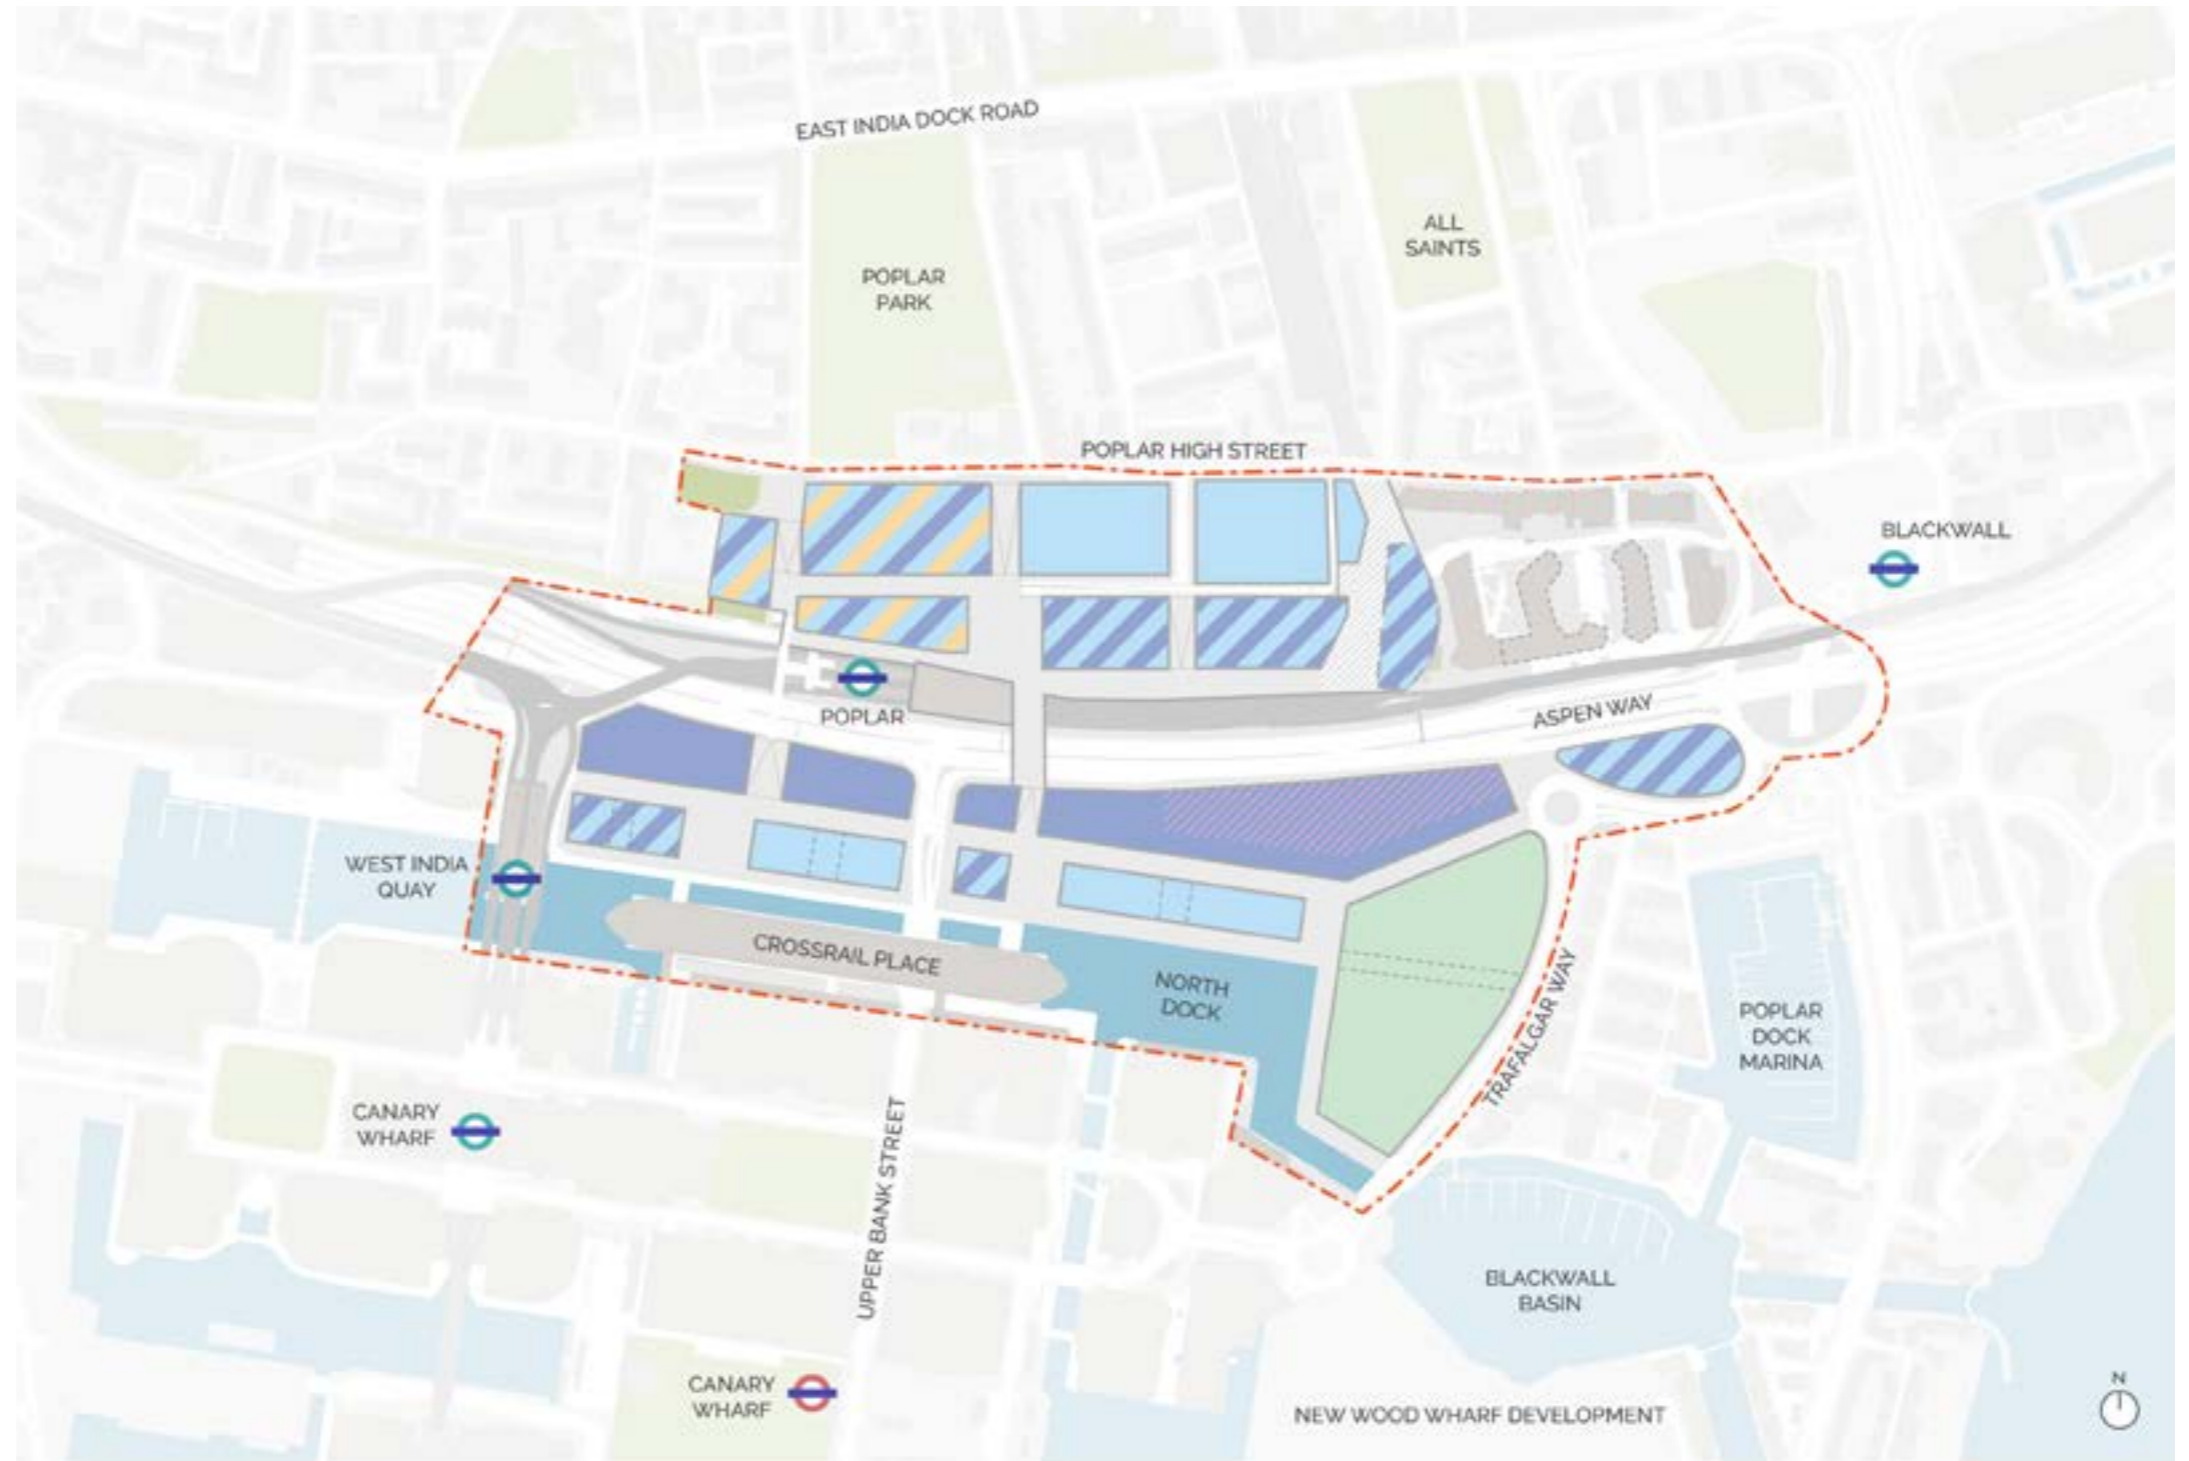 EAST INDIA DOCK ROAD
ALL
SAINTS
POPLAR
PARK
POPLAR HIGH STREET
BLACKWALL
POPLAR
ASPEN WAY
WEST INDIA
QUAY
CROSSRAIL PLACE
NORTH
DOCK
TRAFALGAR WAY
POPLAR
DOCK
MARINA
CANARY
WHARF
UPPER BANK STREET
BLACKWALL
BASIN
CANARY
WHARF
NEW WOOD WHARF DEVELOPMENT
N